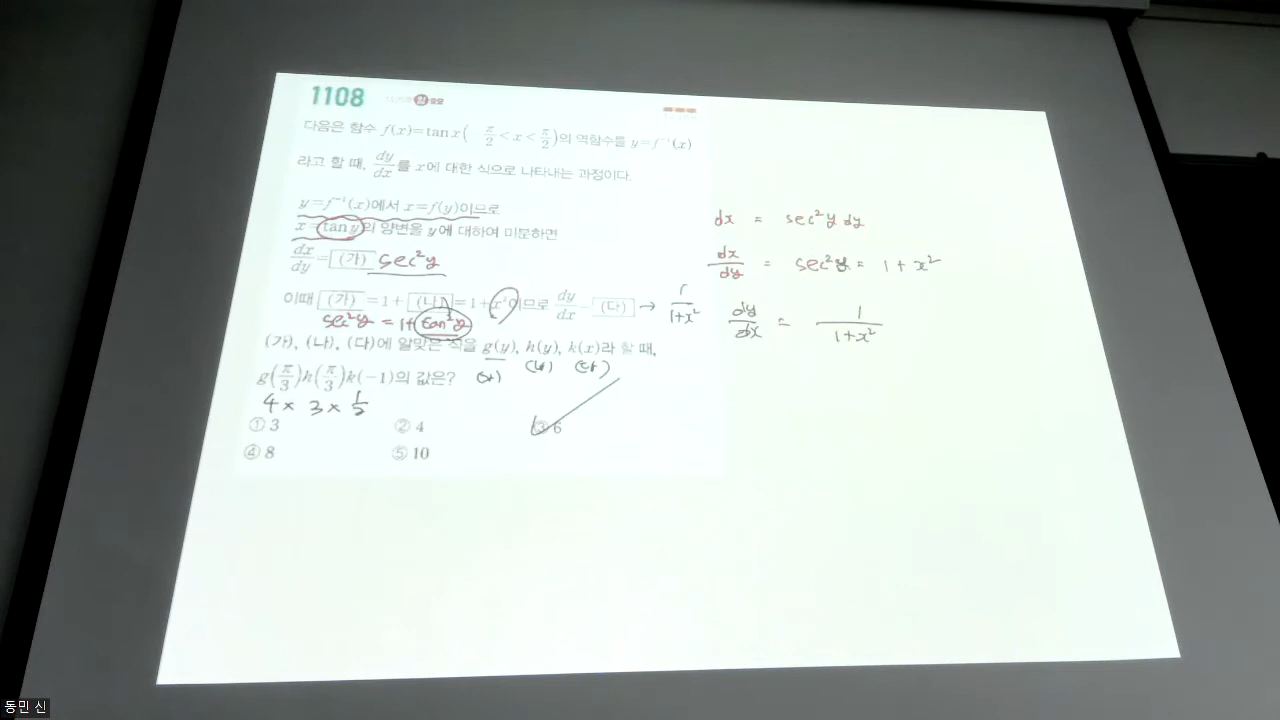 1108
다음은 함수 f(x)=tan x( π/2 < x < π/2)의 역함수를 y=f⁻¹(x)
라고 할 때, dy/dx를 x에 대한 식으로 나타내는 과정이다.
y=f⁻¹(x)에서 x=f(y)이므로
x=tan y의 양변을 y에 대하여 미분하면
dx/dy = (가) sec²y
이때 (가) =1+ (나) =1+x²이므로 dy/dx = (다) → 1/(1+x²)
sec²y = 1+ tan²y
(가), (나), (다)에 알맞은 식을 g(y), h(y), k(x)라 할 때,
(가) (나) (다)
g(π/3)h(π/3)k(-1)의 값은?
4 × 3 × 1/2
① 3 ② 4 ③ 6
④ 8 ⑤ 10
dx = sec²y dy
dx/dy = sec²y = 1 + x²
dy/dx = 1/(1+x²)
동민 신